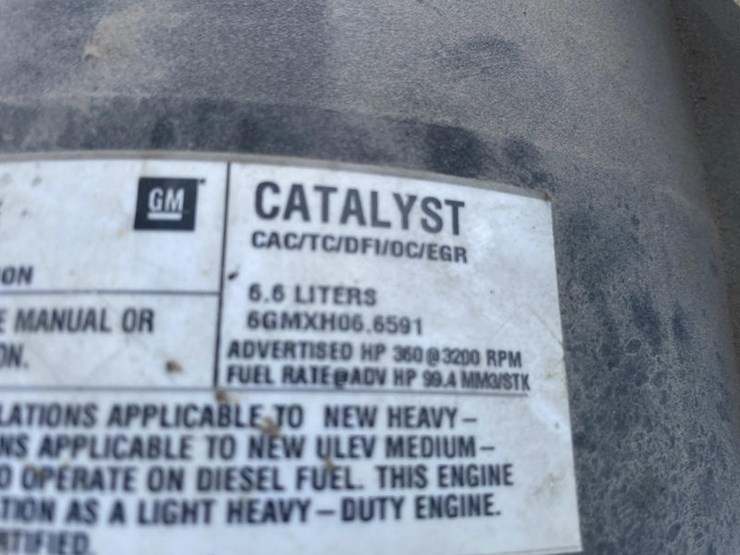 GM
CATALYST
CAC/TC/DFI/OC/EGR
ON
6.6 LITERS
E MANUAL OR
6GMXH06.6591
ON.
ADVERTISED HP 360@3200 RPM
FUEL RATE@ADV HP 99.4 MM3/STK
LATIONS APPLICABLE TO NEW HEAVY-
NS APPLICABLE TO NEW ULEV MEDIUM-
O OPERATE ON DIESEL FUEL. THIS ENGINE
TION AS A LIGHT HEAVY-DUTY ENGINE.
RTIFIED.